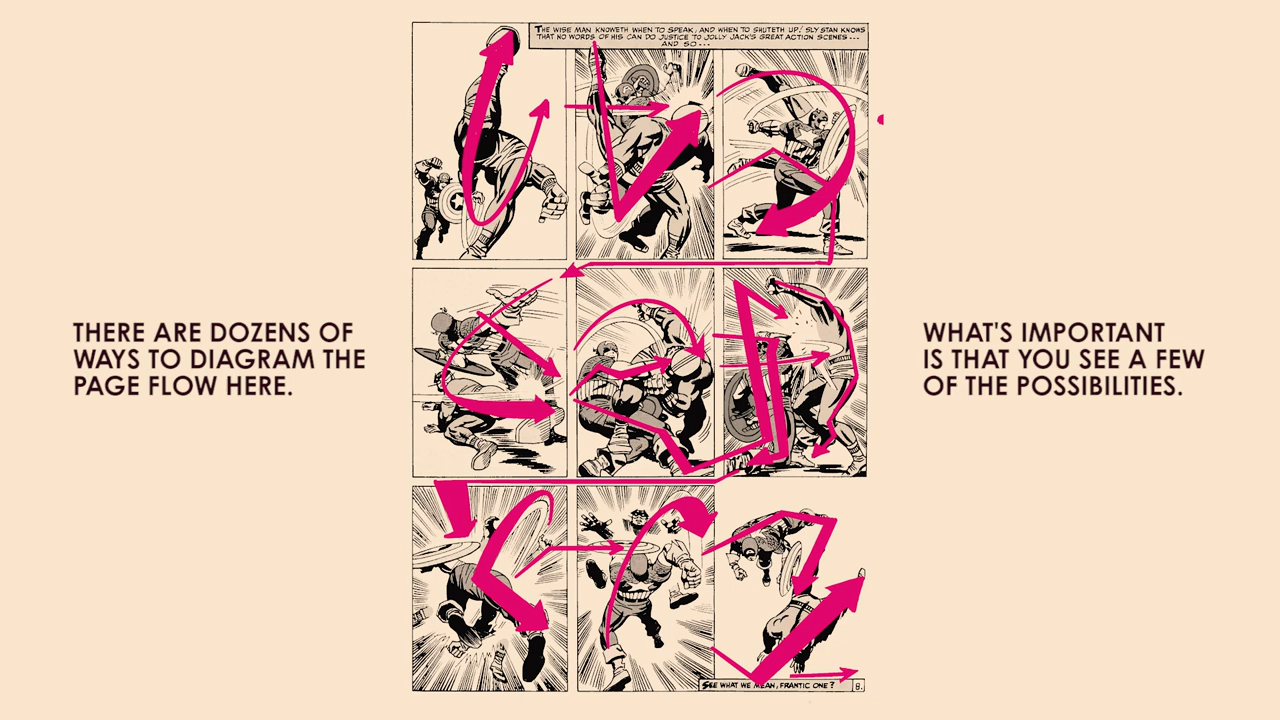 THERE ARE DOZENS OF
WAYS TO DIAGRAM THE
PAGE FLOW HERE.
THE WISE MAN KNOWETH WHEN TO SPEAK, AND WHEN TO SHUTETH UP! SLY STAN KNOWS
THAT NO WORDS OF HIS CAN DO JUSTICE TO JOLLY JACK'S GREAT ACTION SCENES---
AND SO---
SEE WHAT WE MEAN, FRANTIC ONE?
8.
WHAT'S IMPORTANT
IS THAT YOU SEE A FEW
OF THE POSSIBILITIES.